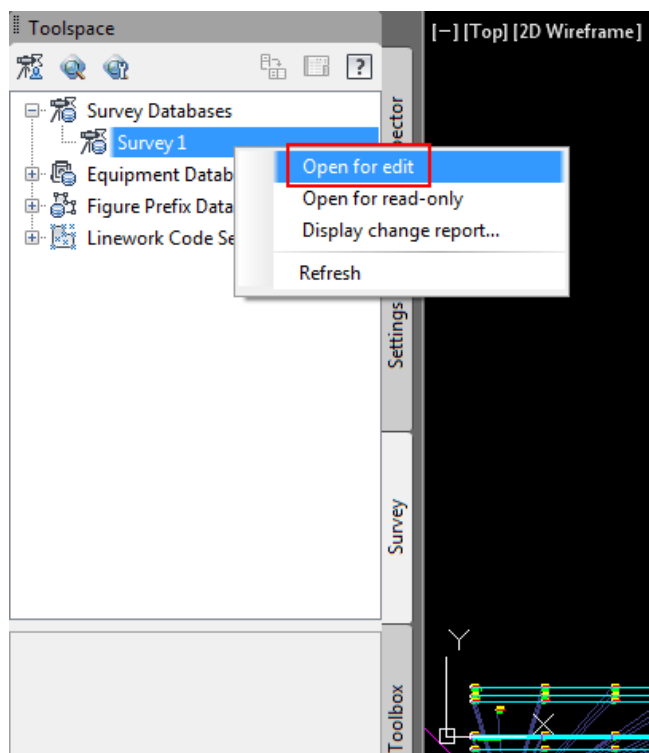 Toolspace
[−] [Top] [2D Wireframe]
?
Survey Databases
Survey 1
Equipment Datab
Figure Prefix Data
Linework Code Se
Open for edit
Open for read-only
Display change report...
Refresh
pector
Settings
Survey
Toolbox
Y
X